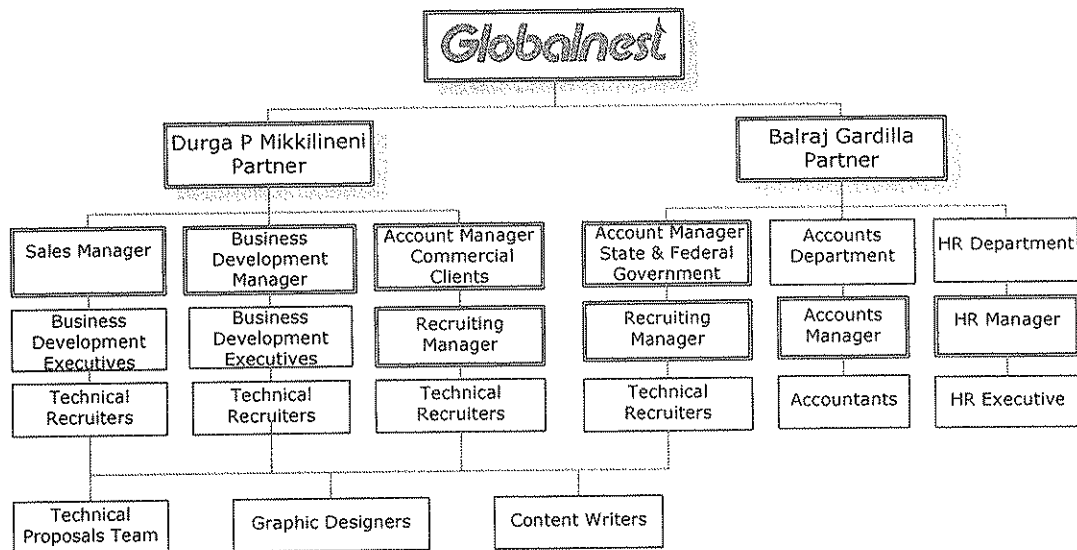 Globalnest
Durga P Mikkilineni
Partner
Balraj Gardilla
Partner
Sales Manager
Business
Development
Manager
Account Manager
Commercial
Clients
Account Manager
State & Federal
Government
Accounts
Department
HR Department
Business
Development
Executives
Business
Development
Executives
Recruiting
Manager
Recruiting
Manager
Accounts
Manager
HR Manager
Technical
Recruiters
Technical
Recruiters
Technical
Recruiters
Technical
Recruiters
Accountants
HR Executive
Technical
Proposals Team
Graphic Designers
Content Writers